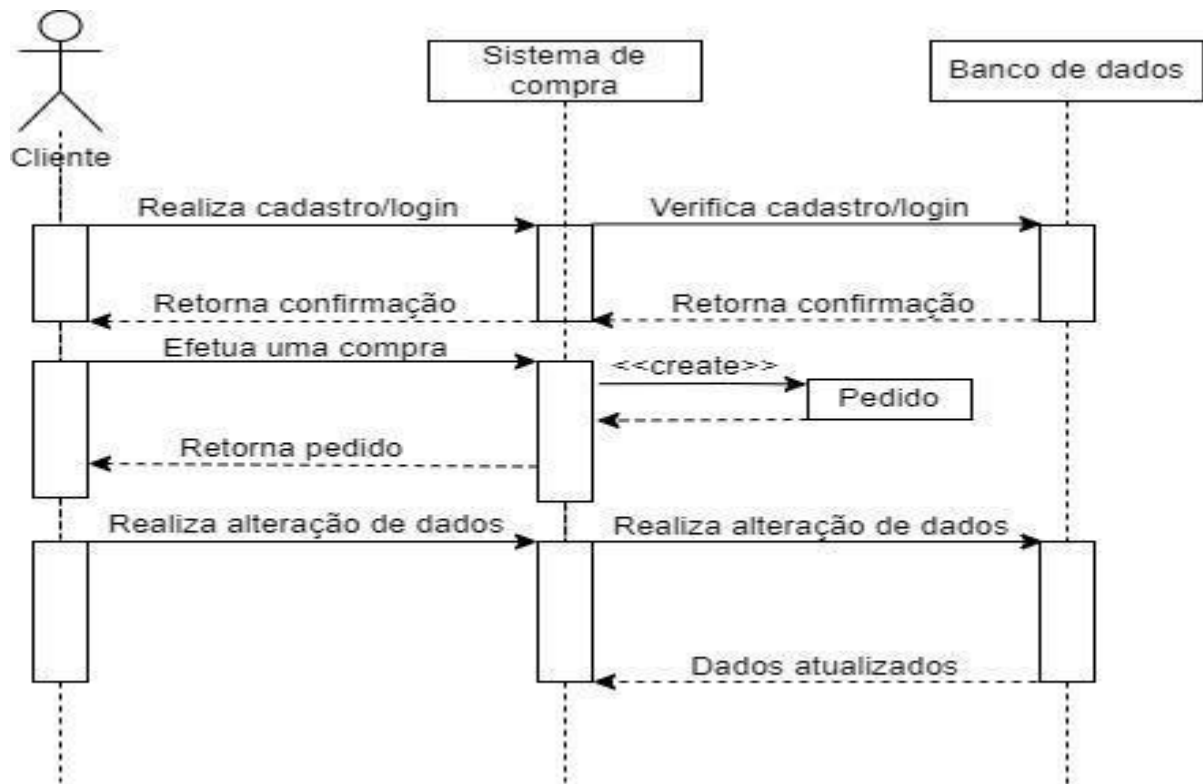 Sistema de
compra
Banco de dados
Cliente
Realiza cadastro/login
Verifica cadastro/login
Retorna confirmação
Retorna confirmação
Efetua uma compra
<<create>>
Pedido
Retorna pedido
Realiza alteração de dados
Realiza alteração de dados
Dados atualizados